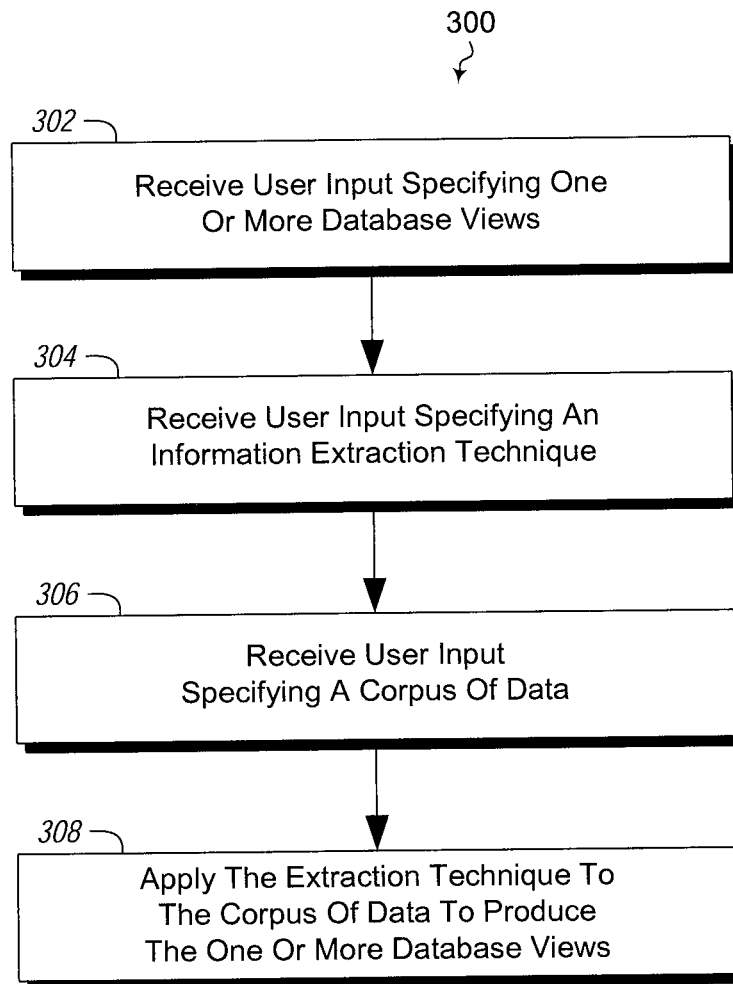 300
302
Receive User Input Specifying One
Or More Database Views
304
Receive User Input Specifying An
Information Extraction Technique
306
Receive User Input
Specifying A Corpus Of Data
308
Apply The Extraction Technique To
The Corpus Of Data To Produce
The One Or More Database Views